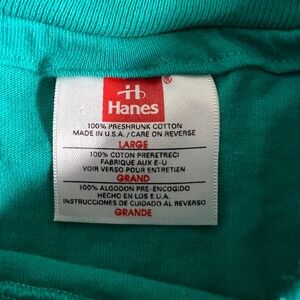 Hanes®
100% PRESHRUNK COTTON
MADE IN U.S.A. / CARE ON REVERSE
LARGE
100% COTON PRERETRECI
FABRIQUE AUX E-U
VOIR VERSO POUR ENTRETIEN
GRAND
100% ALGODON PRE-ENCOGIDO
HECHO EN LOS E.U.A.
INSTRUCCIONES DE CUIDADO AL REVERSO
GRANDE